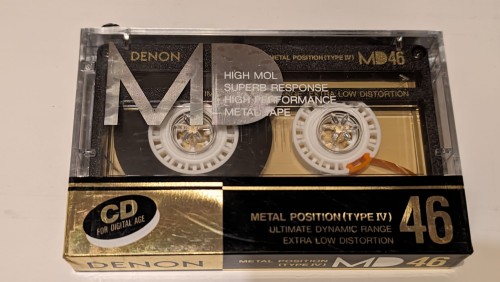 DENON
METAL POSITION (TYPE IV) MD46
MD
HIGH MOL
SUPERB RESPONSE
EXTRA LOW DISTORTION
HIGH PERFORMANCE
METAL TAPE
CD
FOR DIGITAL AGE
METAL POSITION (TYPE IV)
ULTIMATE DYNAMIC RANGE
EXTRA LOW DISTORTION
46
DENON
METAL POSITION
(TYPE IV)
MD46